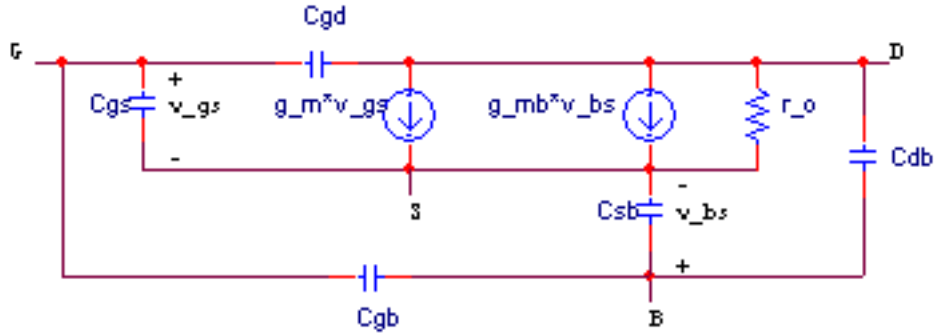 Cgd
G
D
Cgs
+
v_gs
-
g_m*v_gs
g_mb*v_bs
r_o
Cdb
S
Csb
-
v_bs
+
Cgb
B